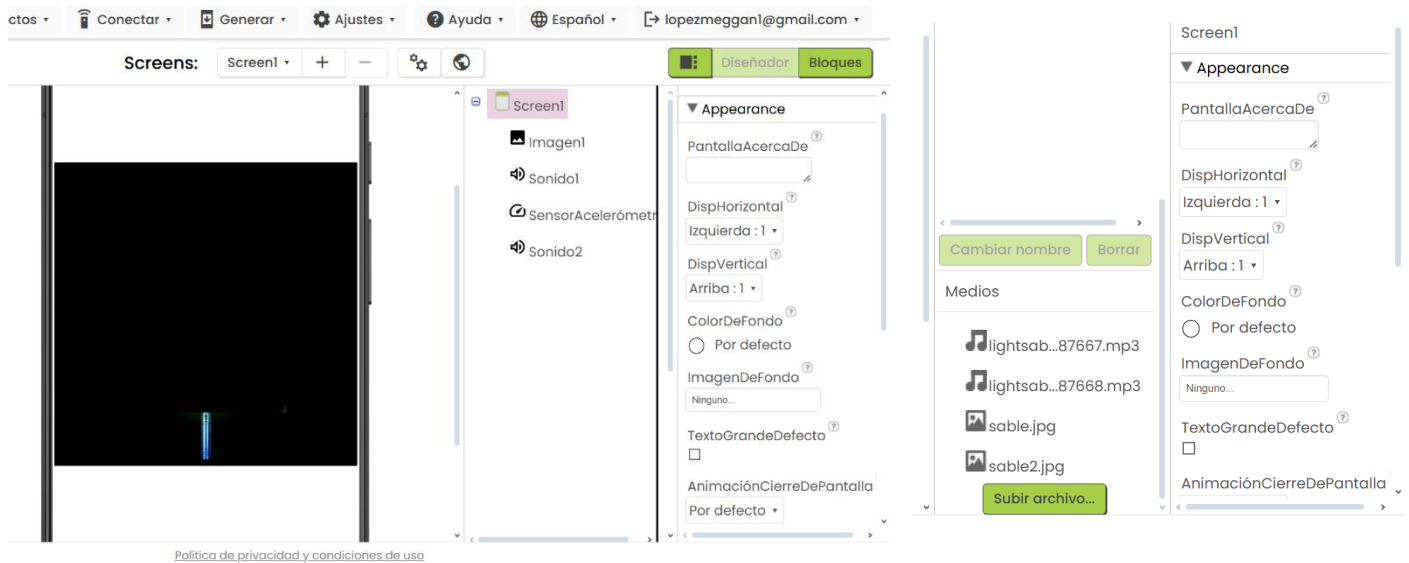 ctos Conectar Generar Ajustes Ayuda Español lopezmeggan1@gmail.com
Screens: Screen1 + − Diseñador Bloques
Screen1
Imagen1
Sonido1
SensorAcelerómetr
Sonido2
Appearance
PantallaAcercaDe ?
DispHorizontal ?
Izquierda : 1
DispVertical ?
Arriba : 1
ColorDeFondo ?
Por defecto
ImagenDeFondo ?
Ninguno...
TextoGrandeDefecto ?
AnimaciónCierreDePantalla
Por defecto
Política de privacidad y condiciones de uso
Cambiar nombre Borrar
Medios
lightsab...87667.mp3
lightsab...87668.mp3
sable.jpg
sable2.jpg
Subir archivo...
Screen1
Appearance
PantallaAcercaDe ?
DispHorizontal ?
Izquierda : 1
DispVertical ?
Arriba : 1
ColorDeFondo ?
Por defecto
ImagenDeFondo ?
Ninguno...
TextoGrandeDefecto ?
AnimaciónCierreDePantalla